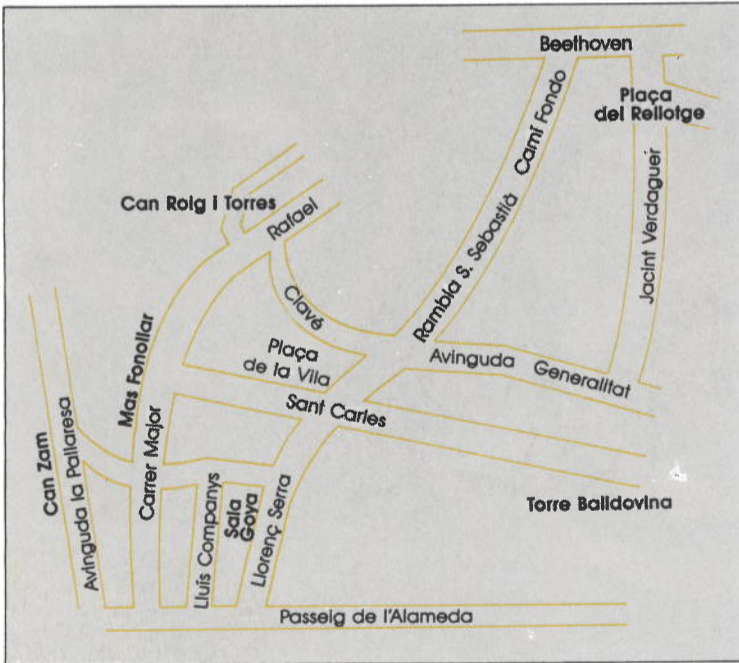 Beethoven
Plaça
del Rellotge
Camí Fondo
Rambla S. Sebastià
Jacint Verdaguer
Can Roig i Torres
Rafael
Clavé
Mas Fonollar
Plaça
de la Vila
Avinguda
Generalitat
Sant Carles
Can Zam
Avinguda la Pallaresa
Carrer Major
Lluís Companys
Sala
Goya
Llorenç Serra
Torre Balldovina
Passeig de l'Alameda